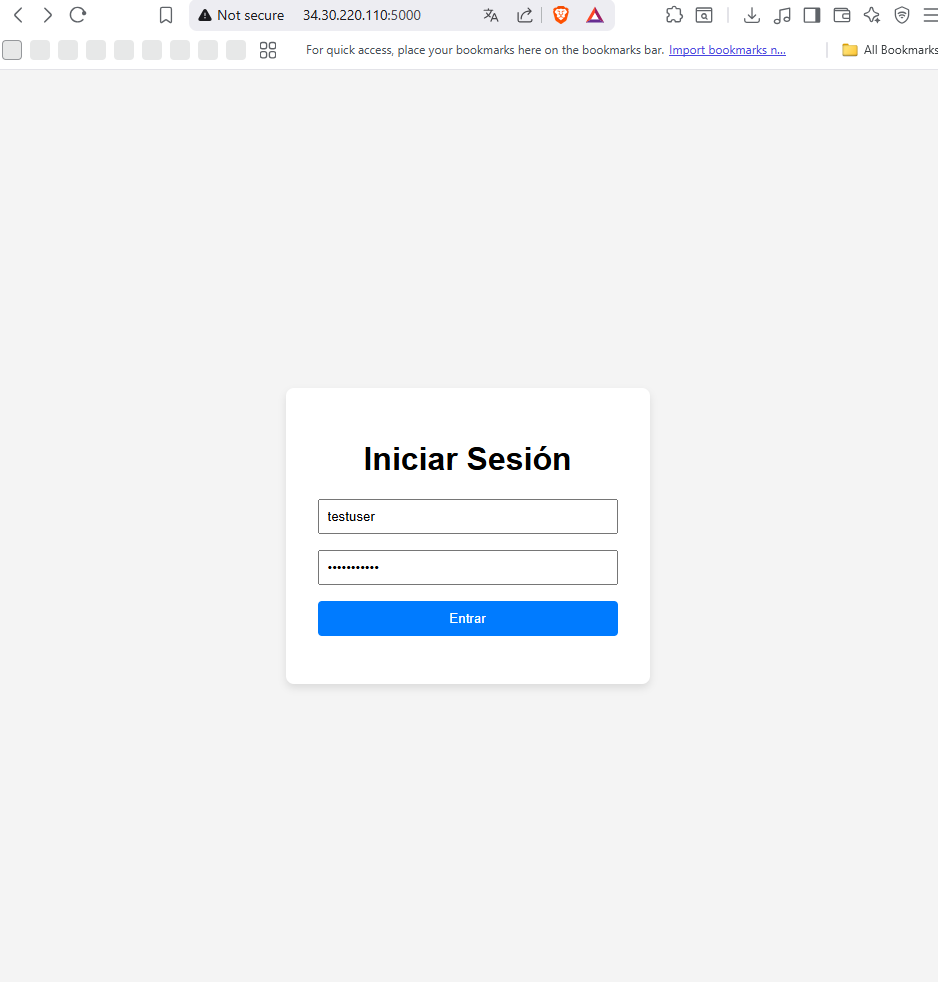 Not secure 34.30.220.110:5000
For quick access, place your bookmarks here on the bookmarks bar. Import bookmarks n... All Bookmarks
Iniciar Sesión
testuser
•••••••••••
Entrar